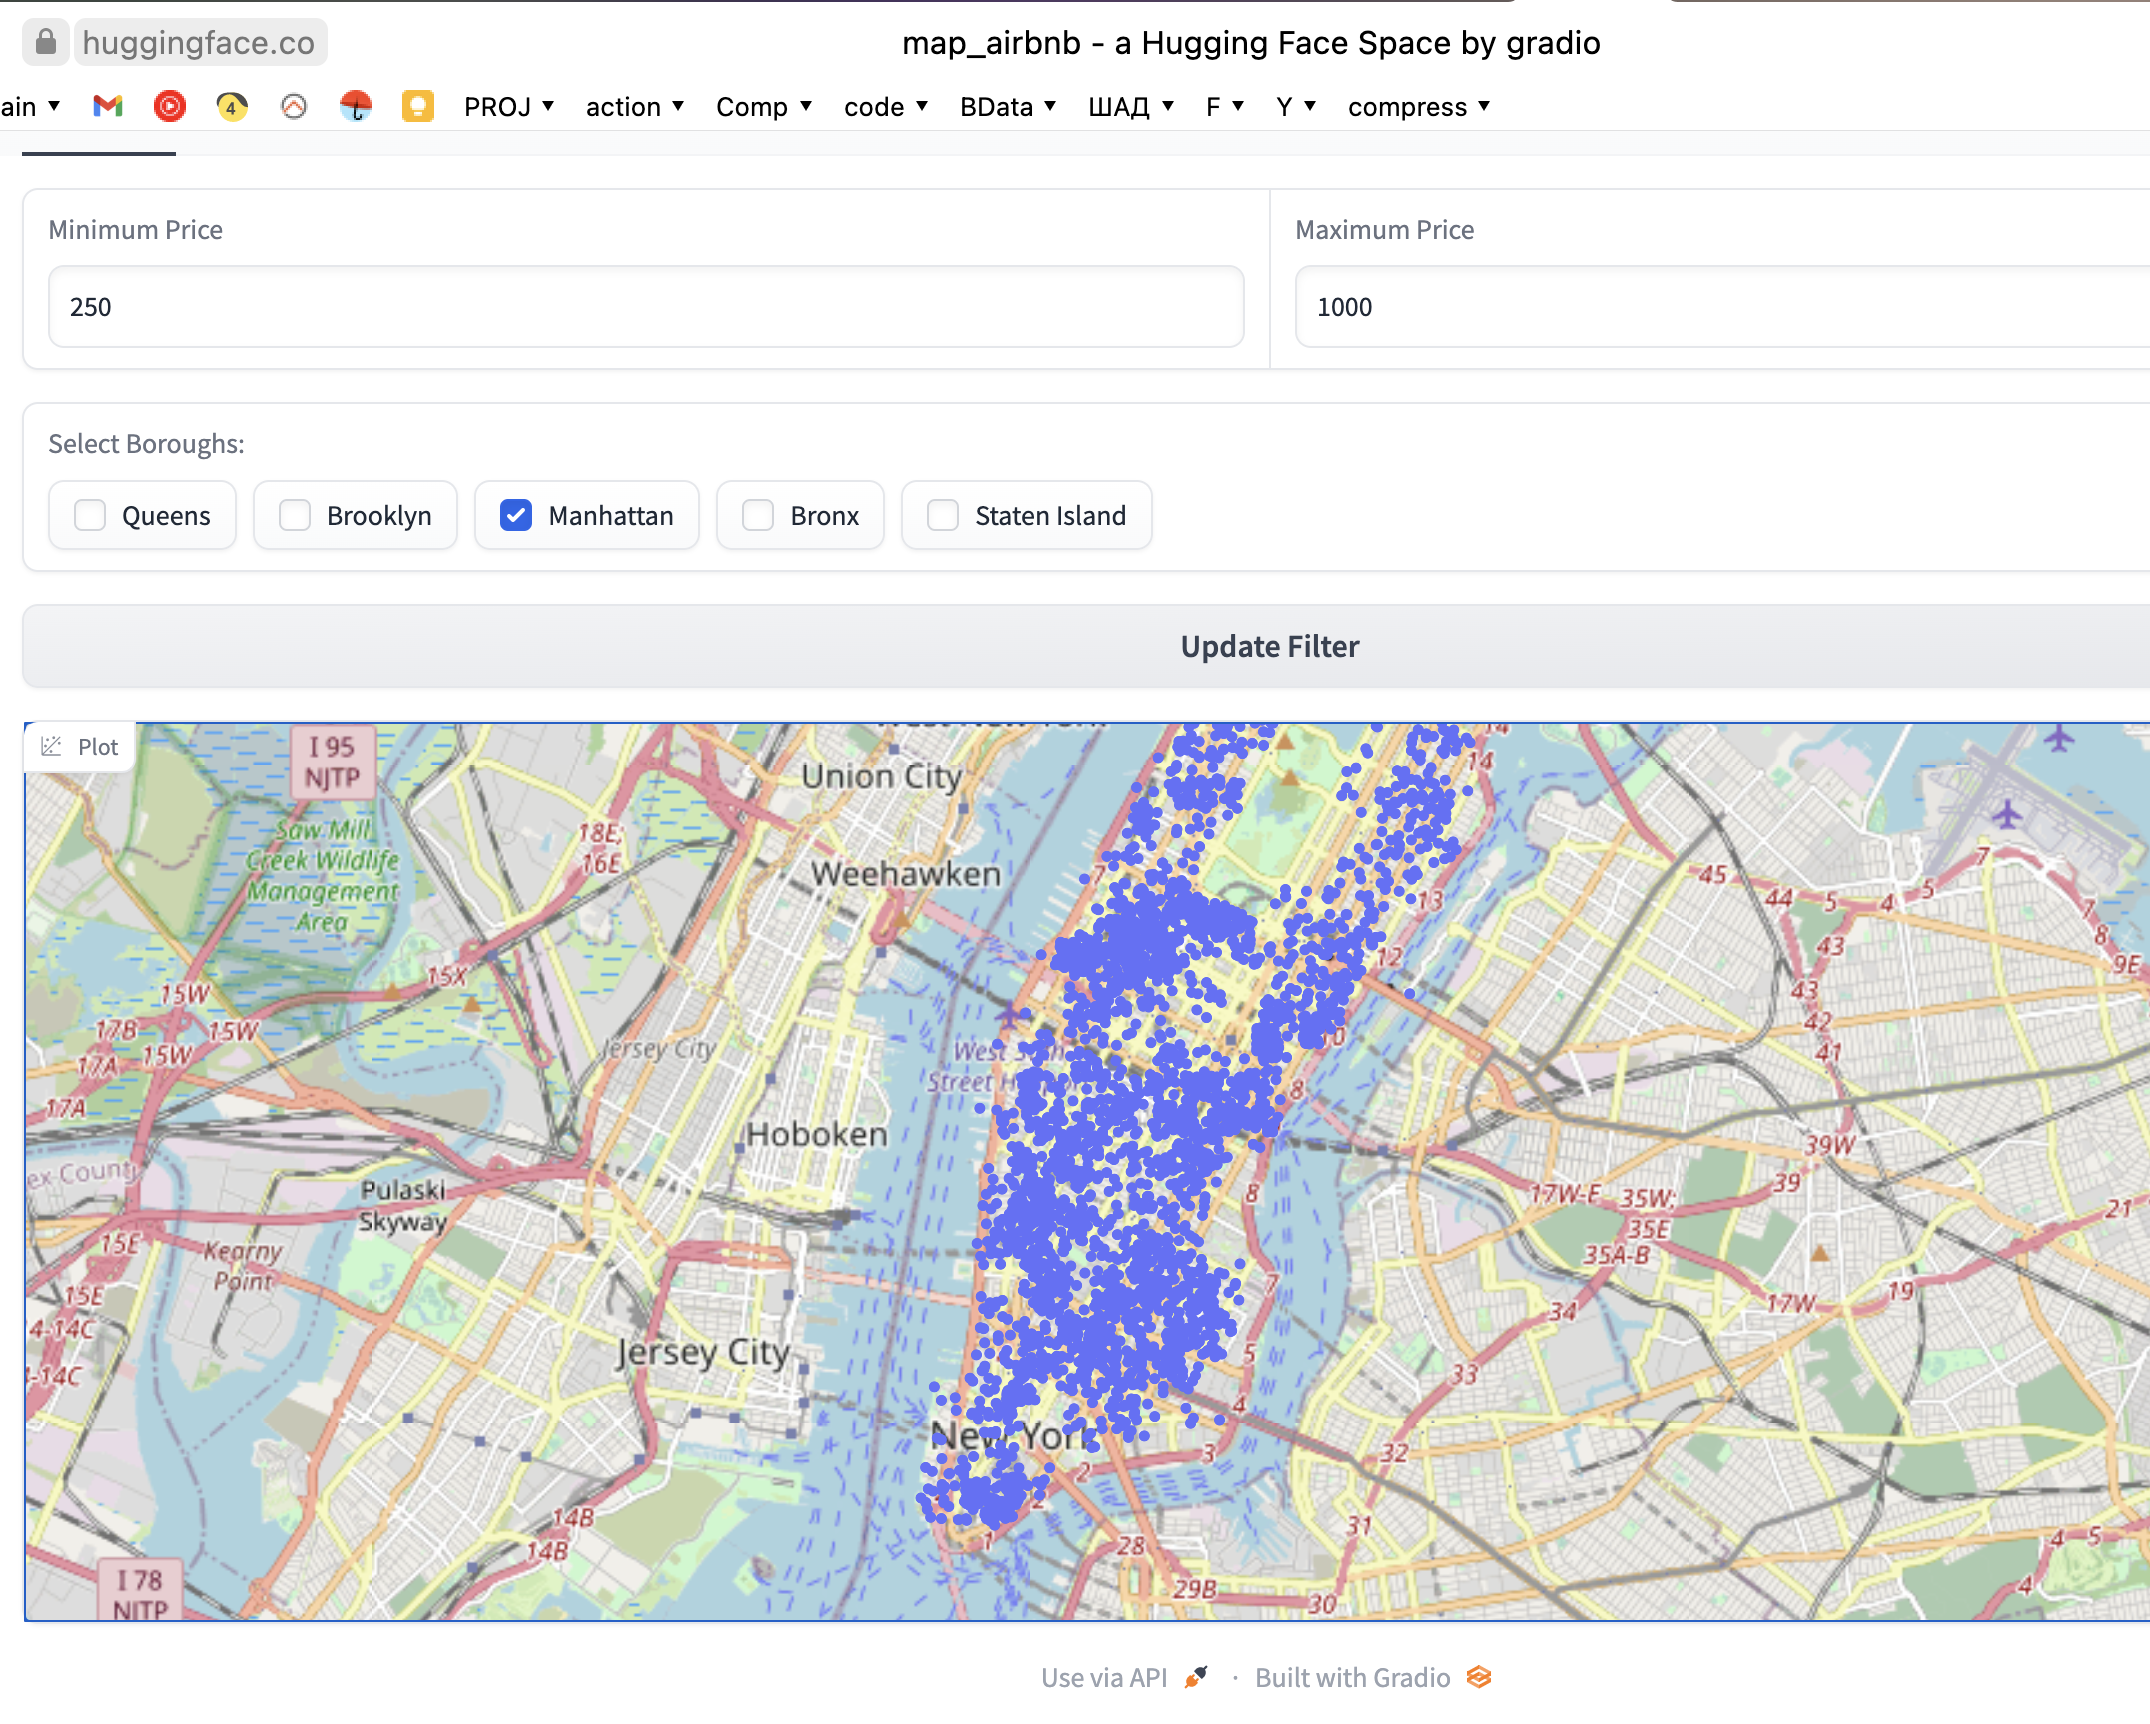 huggingface.co
map_airbnb - a Hugging Face Space by gradio
ain ▼ 4 PROJ ▼ action ▼ Comp ▼ code ▼ BData ▼ ШАД ▼ F ▼ Y ▼ compress ▼
Minimum Price
Maximum Price
250
1000
Select Boroughs:
Queens
Brooklyn
Manhattan
Bronx
Staten Island
Update Filter
Plot
I 95
NJTP
Union City
14
14
Saw Mill
Creek Wildlife
Management
Area
18E;
16E
Weehawken
7
13
45
44
5
4
5
7
7
8
9E
43
43
42
41
12
15X
15W
17B
15W
17A
15W
17A
Jersey City
West
Street H
10
8
Hoboken
39W
ex County
Pulaski
Skyway
15E
Kearny
Point
15E
4-14C
-14C
8
17W-E
35W;
35E
35A-B
39
21
7
34
17W
19
Jersey City
5
33
4
New York
3
32
2
2
1
14B
14B
28
31
29B
30
4
5
4
I 78
NJTP
Use via API
·
Built with Gradio